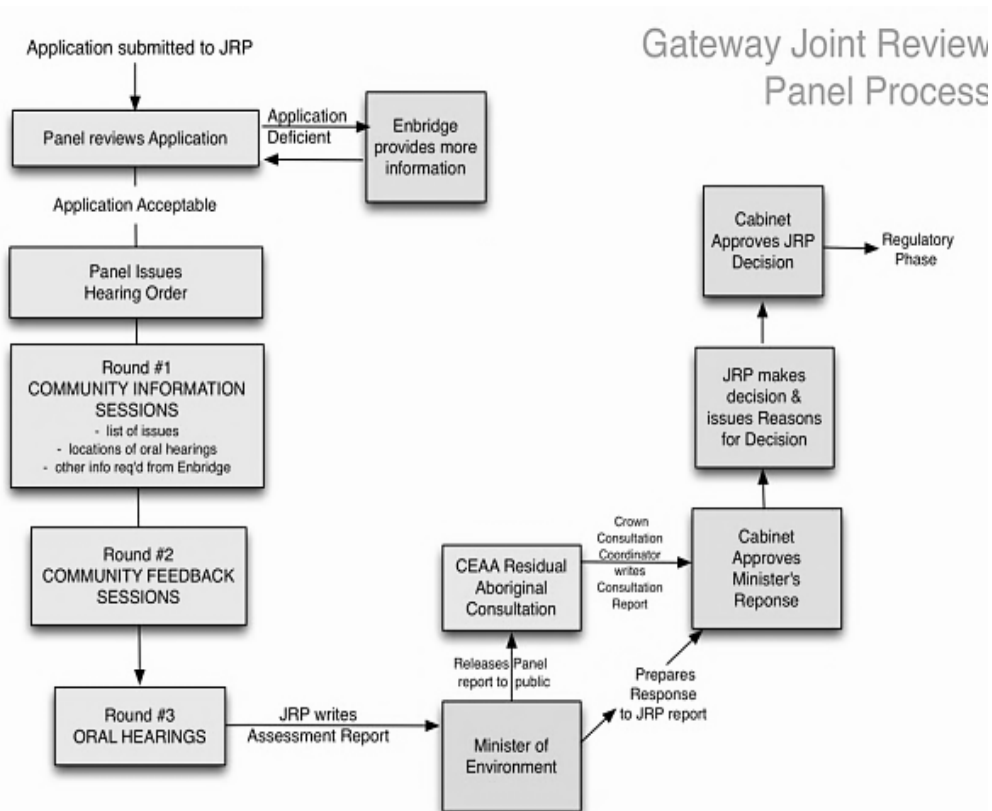 Gateway Joint Review
Panel Process
Application submitted to JRP
Panel reviews Application
Application
Deficient
Enbridge
provides more
information
Application Acceptable
Panel Issues
Hearing Order
Round #1
COMMUNITY INFORMATION
SESSIONS
- list of issues
- locations of oral hearings
- other info req'd from Enbridge
Round #2
COMMUNITY FEEDBACK
SESSIONS
Round #3
ORAL HEARINGS
JRP writes
Assessment Report
Minister of
Environment
Releases Panel
report to public
CEAA Residual
Aboriginal
Consultation
Crown
Consultation
Coordinator
writes
Consultation
Report
Prepares
Response
to JRP report
Cabinet
Approves
Minister's
Reponse
JRP makes
decision &
issues Reasons
for Decision
Cabinet
Approves JRP
Decision
Regulatory
Phase